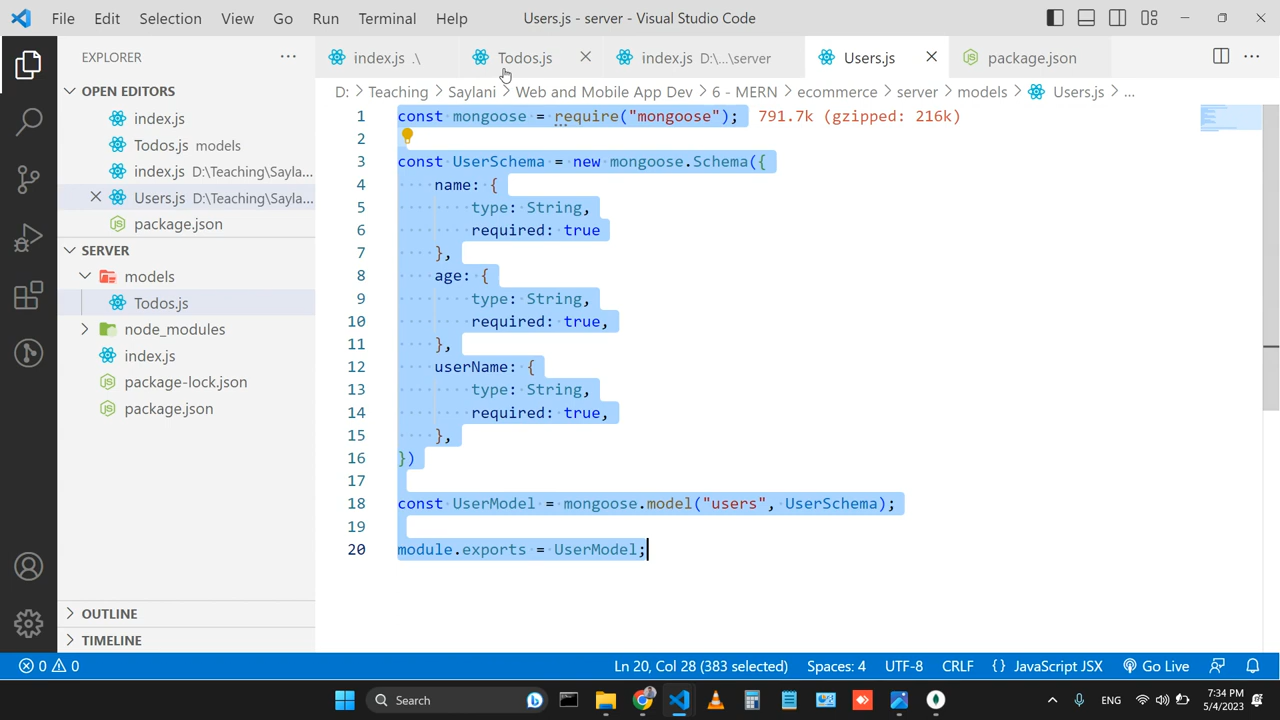 File Edit Selection View Go Run Terminal Help Users.js - server - Visual Studio Code
EXPLORER
index.js .\ Todos.js index.js D:\...\server Users.js package.json
OPEN EDITORS
index.js
Todos.js models
index.js D:\Teaching\Sayla...
Users.js D:\Teaching\Sayla...
package.json
SERVER
models
Todos.js
node_modules
index.js
package-lock.json
package.json
OUTLINE
TIMELINE
D: > Teaching > Saylani > Web and Mobile App Dev > 6 - MERN > ecommerce > server > models > Users.js > ...
1 const mongoose = require("mongoose"); 791.7k (gzipped: 216k)
2
3 const UserSchema = new mongoose.Schema({
4 name: {
5 type: String,
6 required: true
7 },
8 age: {
9 type: String,
10 required: true,
11 },
12 userName: {
13 type: String,
14 required: true,
15 },
16 })
17
18 const UserModel = mongoose.model("users", UserSchema);
19
20 module.exports = UserModel;
0 0 Ln 20, Col 28 (383 selected) Spaces: 4 UTF-8 CRLF {} JavaScript JSX Go Live
Search ENG 7:34 PM
5/4/2023